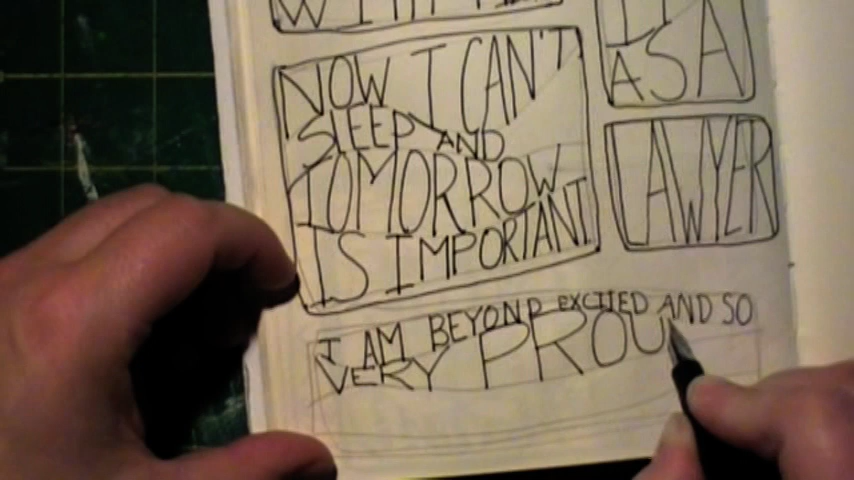 NOW I CAN'T
SLEEP AND
TOMORROW
IS IMPORTANT
AS A
LAWYER
I AM BEYOND EXCITED AND SO
VERY PROU